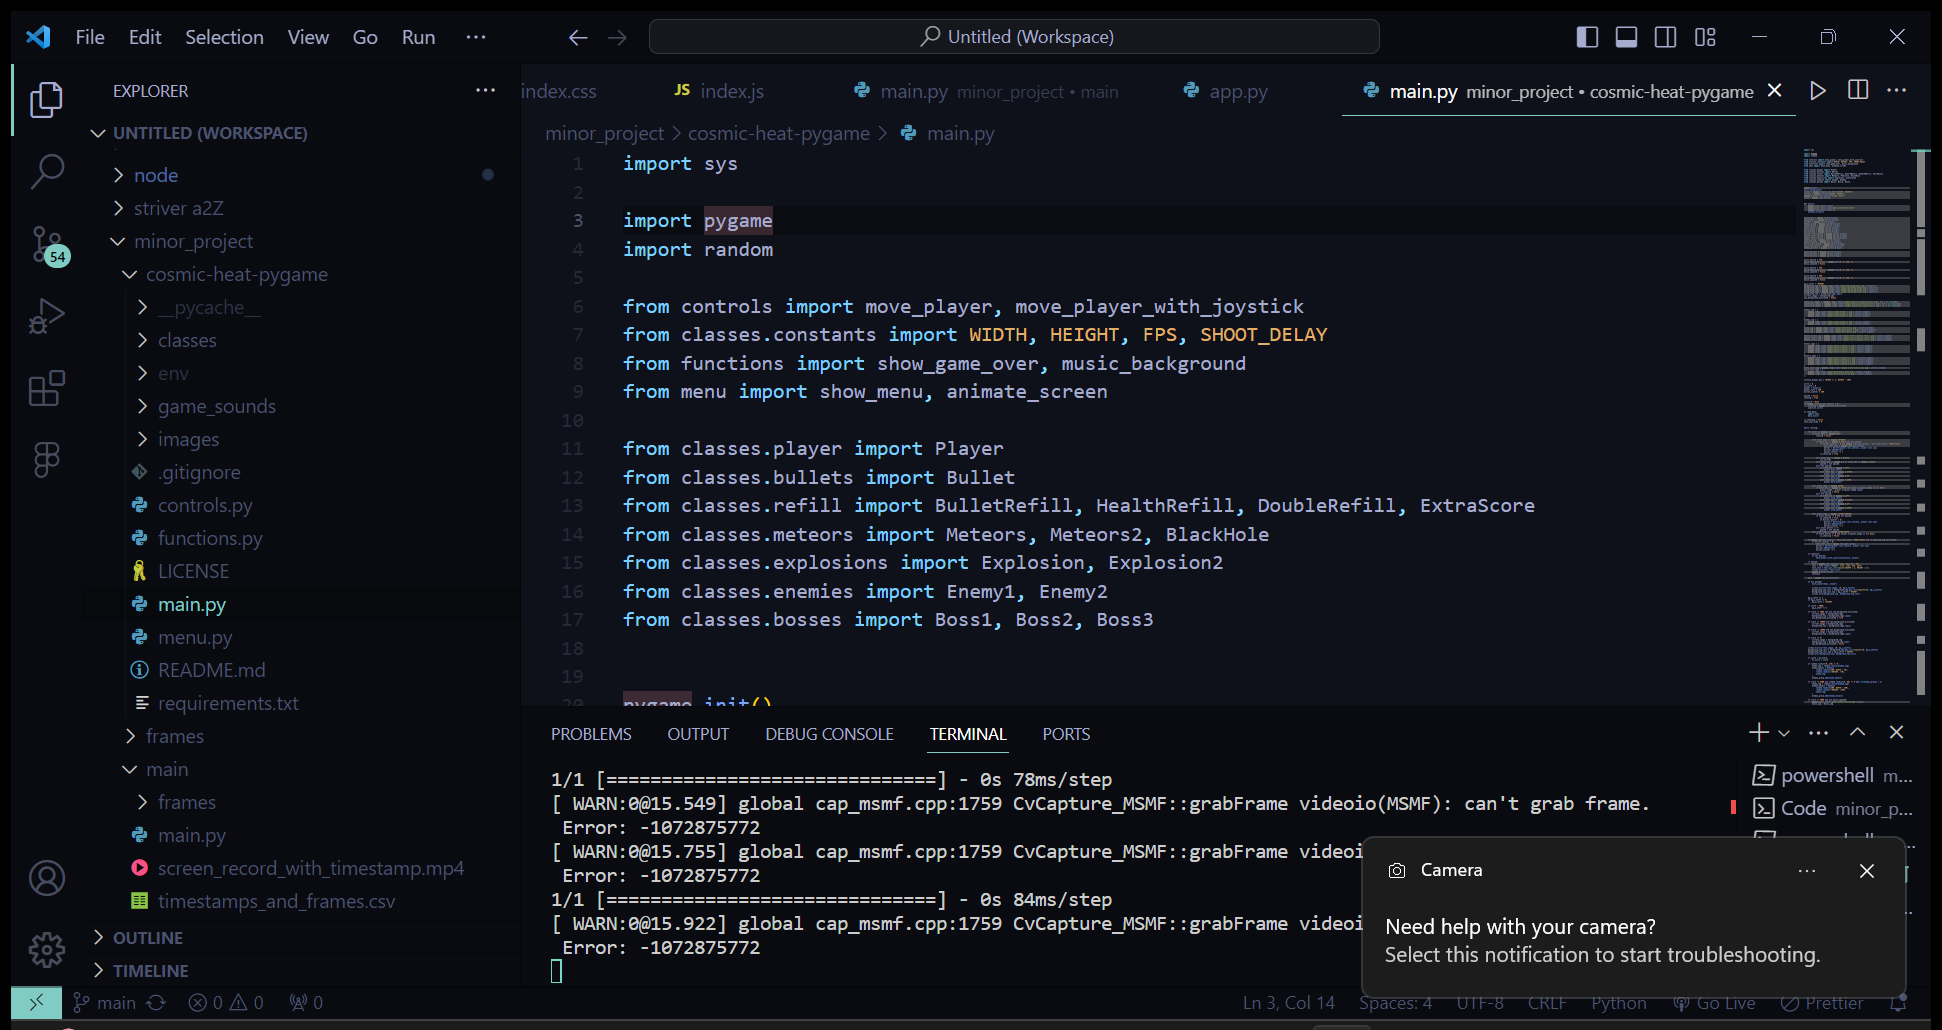 File Edit Selection View Go Run ···
Untitled (Workspace)
EXPLORER
UNTITLED (WORKSPACE)
node
striver a2Z
minor_project
cosmic-heat-pygame
__pycache__
classes
env
game_sounds
images
.gitignore
controls.py
functions.py
LICENSE
main.py
menu.py
README.md
requirements.txt
frames
main
frames
main.py
screen_record_with_timestamp.mp4
timestamps_and_frames.csv
OUTLINE
TIMELINE
54
index.css
JS index.js
main.py minor_project • main
app.py
main.py minor_project • cosmic-heat-pygame
minor_project > cosmic-heat-pygame > main.py
1 import sys
2
3 import pygame
4 import random
5
6 from controls import move_player, move_player_with_joystick
7 from classes.constants import WIDTH, HEIGHT, FPS, SHOOT_DELAY
8 from functions import show_game_over, music_background
9 from menu import show_menu, animate_screen
10
11 from classes.player import Player
12 from classes.bullets import Bullet
13 from classes.refill import BulletRefill, HealthRefill, DoubleRefill, ExtraScore
14 from classes.meteors import Meteors, Meteors2, BlackHole
15 from classes.explosions import Explosion, Explosion2
16 from classes.enemies import Enemy1, Enemy2
17 from classes.bosses import Boss1, Boss2, Boss3
18
19
20 pygame.init()
PROBLEMS OUTPUT DEBUG CONSOLE TERMINAL PORTS
1/1 [==============================] - 0s 78ms/step
[ WARN:0@15.549] global cap_msmf.cpp:1759 CvCapture_MSMF::grabFrame videoio(MSMF): can't grab frame.
Error: -1072875772
[ WARN:0@15.755] global cap_msmf.cpp:1759 CvCapture_MSMF::grabFrame videoi
Error: -1072875772
1/1 [==============================] - 0s 84ms/step
[ WARN:0@15.922] global cap_msmf.cpp:1759 CvCapture_MSMF::grabFrame videoi
Error: -1072875772
powershell m...
Code minor_p...
Camera
Need help with your camera?
Select this notification to start troubleshooting.
main 0 0 0
Ln 3, Col 14 Spaces: 4 UTF-8 CRLF Python Go Live Prettier